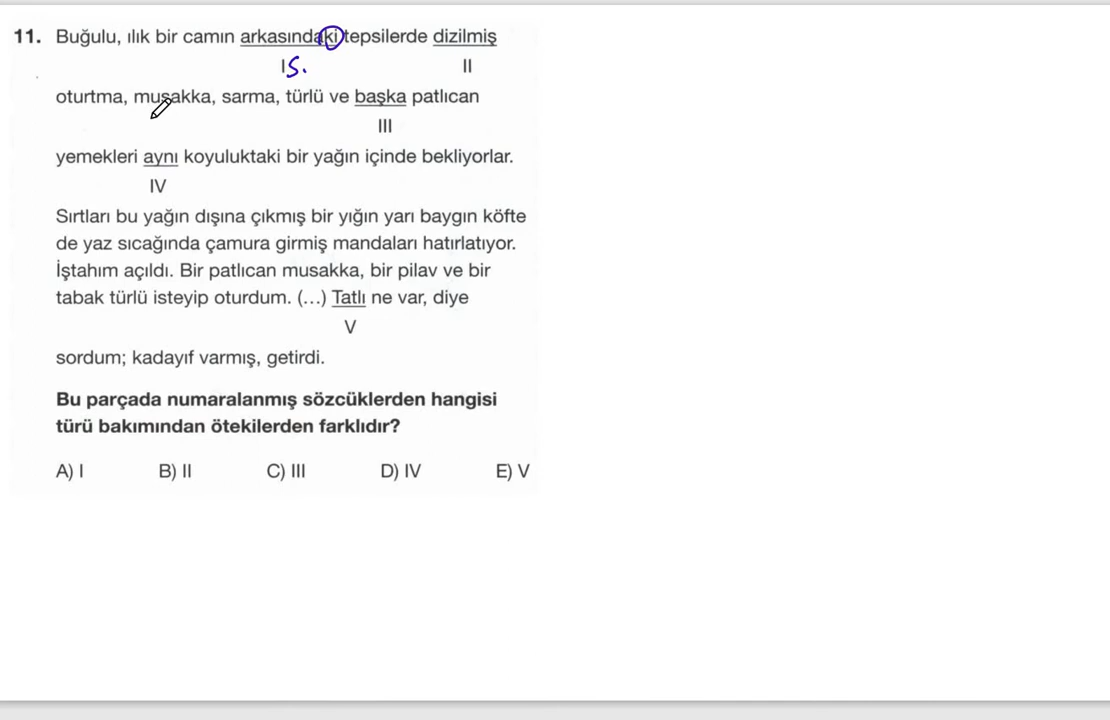 11. Buğulu, ılık bir camın arkasındaki tepsilerde dizilmiş
I S. II
oturtma, musakka, sarma, türlü ve başka patlıcan
III
yemekleri aynı koyuluktaki bir yağın içinde bekliyorlar.
IV
Sırtları bu yağın dışına çıkmış bir yığın yarı baygın köfte
de yaz sıcağında çamura girmiş mandaları hatırlatıyor.
İştahım açıldı. Bir patlıcan musakka, bir pilav ve bir
tabak türlü isteyip oturdum. (...) Tatlı ne var, diye
V
sordum; kadayıf varmış, getirdi.
Bu parçada numaralanmış sözcüklerden hangisi
türü bakımından ötekilerden farklıdır?
A) I B) II C) III D) IV E) V